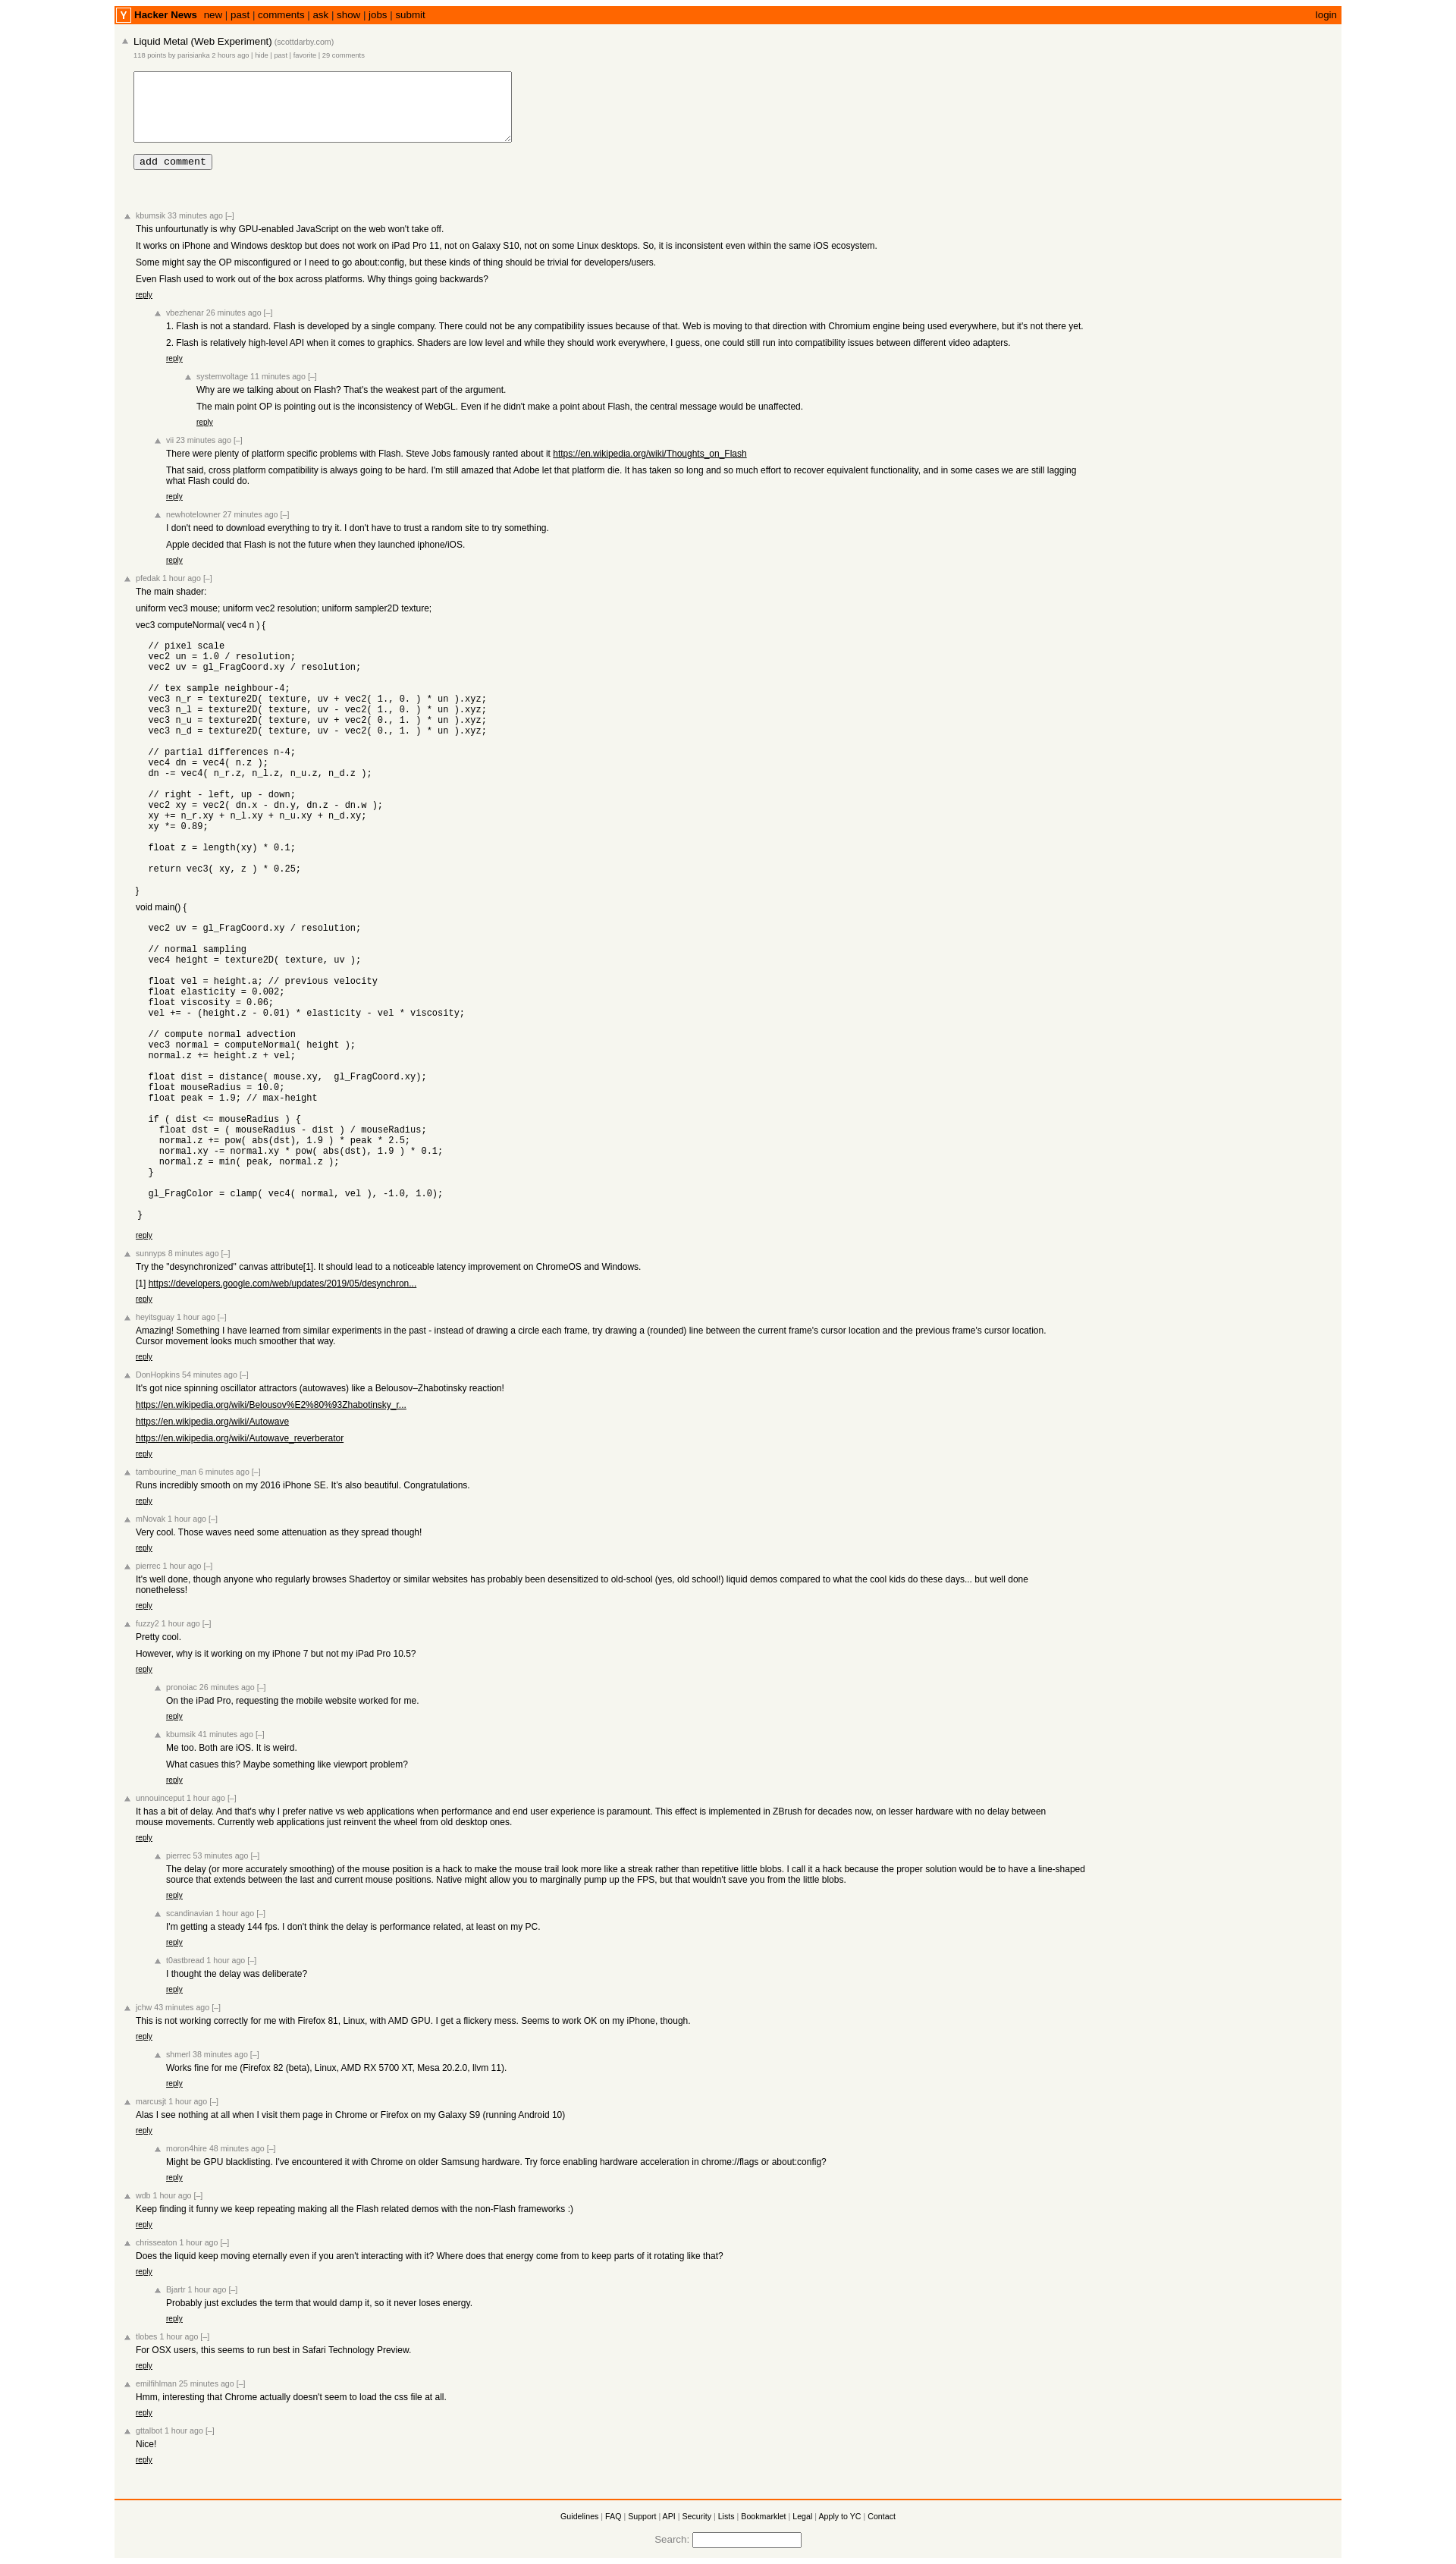 Y Hacker News new | past | comments | ask | show | jobs | submit login
Liquid Metal (Web Experiment) (scottdarby.com)
118 points by parisianka 2 hours ago | hide | past | favorite | 29 comments
add comment
kbumsik 33 minutes ago [–]
This unfourtunatly is why GPU-enabled JavaScript on the web won't take off.
It works on iPhone and Windows desktop but does not work on iPad Pro 11, not on Galaxy S10, not on some Linux desktops. So, it is inconsistent even within the same iOS ecosystem.
Some might say the OP misconfigured or I need to go about:config, but these kinds of thing should be trivial for developers/users.
Even Flash used to work out of the box across platforms. Why things going backwards?
reply
vbezhenar 26 minutes ago [–]
1. Flash is not a standard. Flash is developed by a single company. There could not be any compatibility issues because of that. Web is moving to that direction with Chromium engine being used everywhere, but it's not there yet.
2. Flash is relatively high-level API when it comes to graphics. Shaders are low level and while they should work everywhere, I guess, one could still run into compatibility issues between different video adapters.
reply
systemvoltage 11 minutes ago [–]
Why are we talking about on Flash? That's the weakest part of the argument.
The main point OP is pointing out is the inconsistency of WebGL. Even if he didn't make a point about Flash, the central message would be unaffected.
reply
vii 23 minutes ago [–]
There were plenty of platform specific problems with Flash. Steve Jobs famously ranted about it https://en.wikipedia.org/wiki/Thoughts_on_Flash
That said, cross platform compatibility is always going to be hard. I'm still amazed that Adobe let that platform die. It has taken so long and so much effort to recover equivalent functionality, and in some cases we are still lagging
what Flash could do.
reply
newhotelowner 27 minutes ago [–]
I don't need to download everything to try it. I don't have to trust a random site to try something.
Apple decided that Flash is not the future when they launched iphone/iOS.
reply
pfedak 1 hour ago [–]
The main shader:
uniform vec3 mouse; uniform vec2 resolution; uniform sampler2D texture;
vec3 computeNormal( vec4 n ) {
// pixel scale
vec2 un = 1.0 / resolution;
vec2 uv = gl_FragCoord.xy / resolution;
// tex sample neighbour-4;
vec3 n_r = texture2D( texture, uv + vec2( 1., 0. ) * un ).xyz;
vec3 n_l = texture2D( texture, uv - vec2( 1., 0. ) * un ).xyz;
vec3 n_u = texture2D( texture, uv + vec2( 0., 1. ) * un ).xyz;
vec3 n_d = texture2D( texture, uv - vec2( 0., 1. ) * un ).xyz;
// partial differences n-4;
vec4 dn = vec4( n.z );
dn -= vec4( n_r.z, n_l.z, n_u.z, n_d.z );
// right - left, up - down;
vec2 xy = vec2( dn.x - dn.y, dn.z - dn.w );
xy += n_r.xy + n_l.xy + n_u.xy + n_d.xy;
xy *= 0.89;
float z = length(xy) * 0.1;
return vec3( xy, z ) * 0.25;
}
void main() {
vec2 uv = gl_FragCoord.xy / resolution;
// normal sampling
vec4 height = texture2D( texture, uv );
float vel = height.a; // previous velocity
float elasticity = 0.002;
float viscosity = 0.06;
vel += - (height.z - 0.01) * elasticity - vel * viscosity;
// compute normal advection
vec3 normal = computeNormal( height );
normal.z += height.z + vel;
float dist = distance( mouse.xy,  gl_FragCoord.xy);
float mouseRadius = 10.0;
float peak = 1.9; // max-height
if ( dist <= mouseRadius ) {
float dst = ( mouseRadius - dist ) / mouseRadius;
normal.z += pow( abs(dst), 1.9 ) * peak * 2.5;
normal.xy -= normal.xy * pow( abs(dst), 1.9 ) * 0.1;
normal.z = min( peak, normal.z );
}
gl_FragColor = clamp( vec4( normal, vel ), -1.0, 1.0);
}
reply
sunnyps 8 minutes ago [–]
Try the "desynchronized" canvas attribute[1]. It should lead to a noticeable latency improvement on ChromeOS and Windows.
[1] https://developers.google.com/web/updates/2019/05/desynchron...
reply
heyitsguay 1 hour ago [–]
Amazing! Something I have learned from similar experiments in the past - instead of drawing a circle each frame, try drawing a (rounded) line between the current frame's cursor location and the previous frame's cursor location.
Cursor movement looks much smoother that way.
reply
DonHopkins 54 minutes ago [–]
It's got nice spinning oscillator attractors (autowaves) like a Belousov–Zhabotinsky reaction!
https://en.wikipedia.org/wiki/Belousov%E2%80%93Zhabotinsky_r...
https://en.wikipedia.org/wiki/Autowave
https://en.wikipedia.org/wiki/Autowave_reverberator
reply
tambourine_man 6 minutes ago [–]
Runs incredibly smooth on my 2016 iPhone SE. It's also beautiful. Congratulations.
reply
mNovak 1 hour ago [–]
Very cool. Those waves need some attenuation as they spread though!
reply
pierrec 1 hour ago [–]
It's well done, though anyone who regularly browses Shadertoy or similar websites has probably been desensitized to old-school (yes, old school!) liquid demos compared to what the cool kids do these days... but well done
nonetheless!
reply
fuzzy2 1 hour ago [–]
Pretty cool.
However, why is it working on my iPhone 7 but not my iPad Pro 10.5?
reply
pronoiac 26 minutes ago [–]
On the iPad Pro, requesting the mobile website worked for me.
reply
kbumsik 41 minutes ago [–]
Me too. Both are iOS. It is weird.
What casues this? Maybe something like viewport problem?
reply
unnouinceput 1 hour ago [–]
It has a bit of delay. And that's why I prefer native vs web applications when performance and end user experience is paramount. This effect is implemented in ZBrush for decades now, on lesser hardware with no delay between
mouse movements. Currently web applications just reinvent the wheel from old desktop ones.
reply
pierrec 53 minutes ago [–]
The delay (or more accurately smoothing) of the mouse position is a hack to make the mouse trail look more like a streak rather than repetitive little blobs. I call it a hack because the proper solution would be to have a line-shaped
source that extends between the last and current mouse positions. Native might allow you to marginally pump up the FPS, but that wouldn't save you from the little blobs.
reply
scandinavian 1 hour ago [–]
I'm getting a steady 144 fps. I don't think the delay is performance related, at least on my PC.
reply
t0astbread 1 hour ago [–]
I thought the delay was deliberate?
reply
jchw 43 minutes ago [–]
This is not working correctly for me with Firefox 81, Linux, with AMD GPU. I get a flickery mess. Seems to work OK on my iPhone, though.
reply
shmerl 38 minutes ago [–]
Works fine for me (Firefox 82 (beta), Linux, AMD RX 5700 XT, Mesa 20.2.0, llvm 11).
reply
marcusjt 1 hour ago [–]
Alas I see nothing at all when I visit them page in Chrome or Firefox on my Galaxy S9 (running Android 10)
reply
moron4hire 48 minutes ago [–]
Might be GPU blacklisting. I've encountered it with Chrome on older Samsung hardware. Try force enabling hardware acceleration in chrome://flags or about:config?
reply
wdb 1 hour ago [–]
Keep finding it funny we keep repeating making all the Flash related demos with the non-Flash frameworks :)
reply
chrisseaton 1 hour ago [–]
Does the liquid keep moving eternally even if you aren't interacting with it? Where does that energy come from to keep parts of it rotating like that?
reply
Bjartr 1 hour ago [–]
Probably just excludes the term that would damp it, so it never loses energy.
reply
tlobes 1 hour ago [–]
For OSX users, this seems to run best in Safari Technology Preview.
reply
emilfihlman 25 minutes ago [–]
Hmm, interesting that Chrome actually doesn't seem to load the css file at all.
reply
gttalbot 1 hour ago [–]
Nice!
reply
Guidelines | FAQ | Support | API | Security | Lists | Bookmarklet | Legal | Apply to YC | Contact
Search: